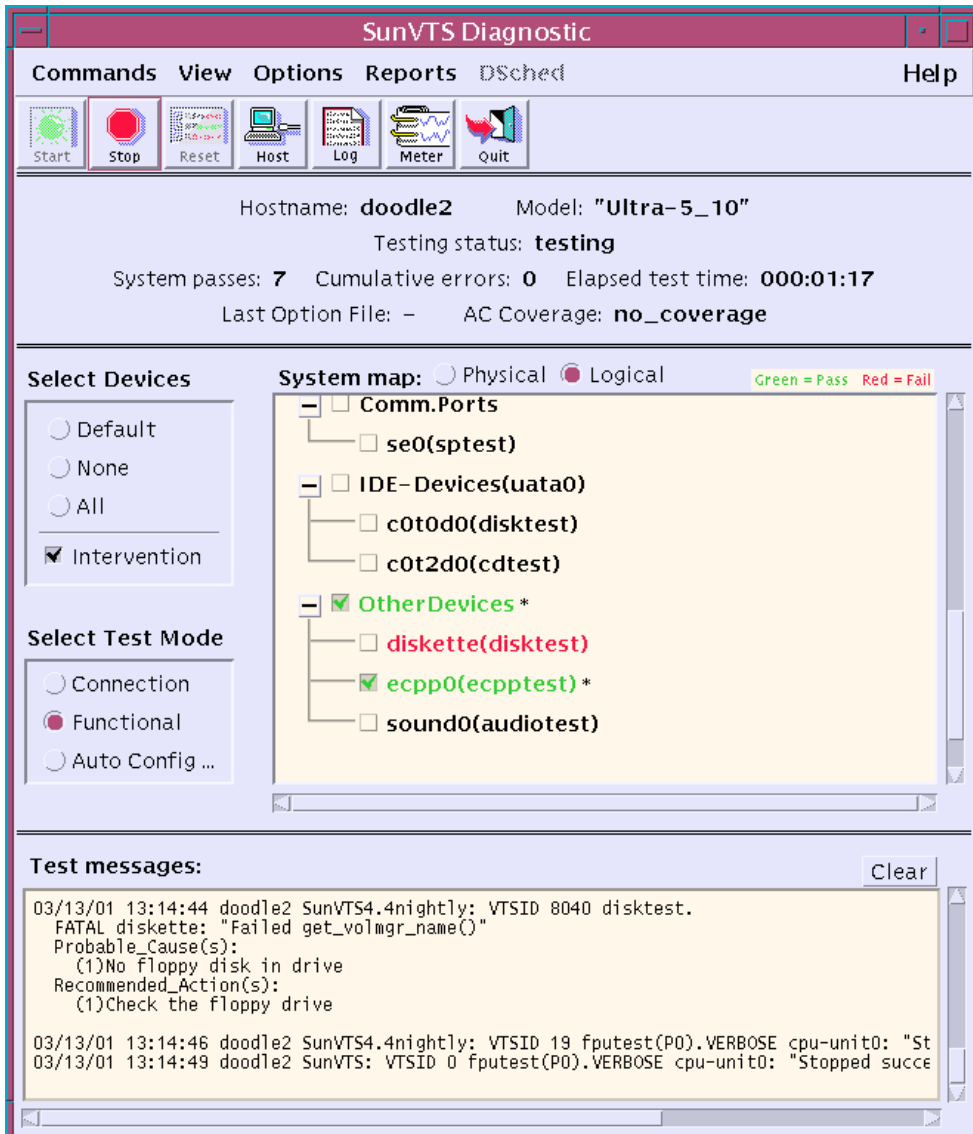 SunVTS Diagnostic
Commands View Options Reports DSched Help
Start Stop Reset Host Log Meter Quit
Hostname: doodle2 Model: "Ultra-5_10"
Testing status: testing
System passes: 7 Cumulative errors: 0 Elapsed test time: 000:01:17
Last Option File: - AC Coverage: no_coverage
Select Devices
Default
None
All
Intervention
Select Test Mode
Connection
Functional
Auto Config ...
System map: Physical Logical Green = Pass Red = Fail
Comm.Ports
se0(sptest)
IDE-Devices(uata0)
c0t0d0(disktest)
c0t2d0(cdtest)
OtherDevices *
diskette(disktest)
ecpp0(ecpptest) *
sound0(audiotest)
Test messages:
Clear
03/13/01 13:14:44 doodle2 SunVTS4.4nightly: VTSID 8040 disktest.
FATAL diskette: "Failed get_volmgr_name()"
Probable_Cause(s):
(1)No floppy disk in drive
Recommended_Action(s):
(1)Check the floppy drive
03/13/01 13:14:46 doodle2 SunVTS4.4nightly: VTSID 19 fputest(P0).VERBOSE cpu-unit0: "St
03/13/01 13:14:49 doodle2 SunVTS: VTSID 0 fputest(P0).VERBOSE cpu-unit0: "Stopped succe